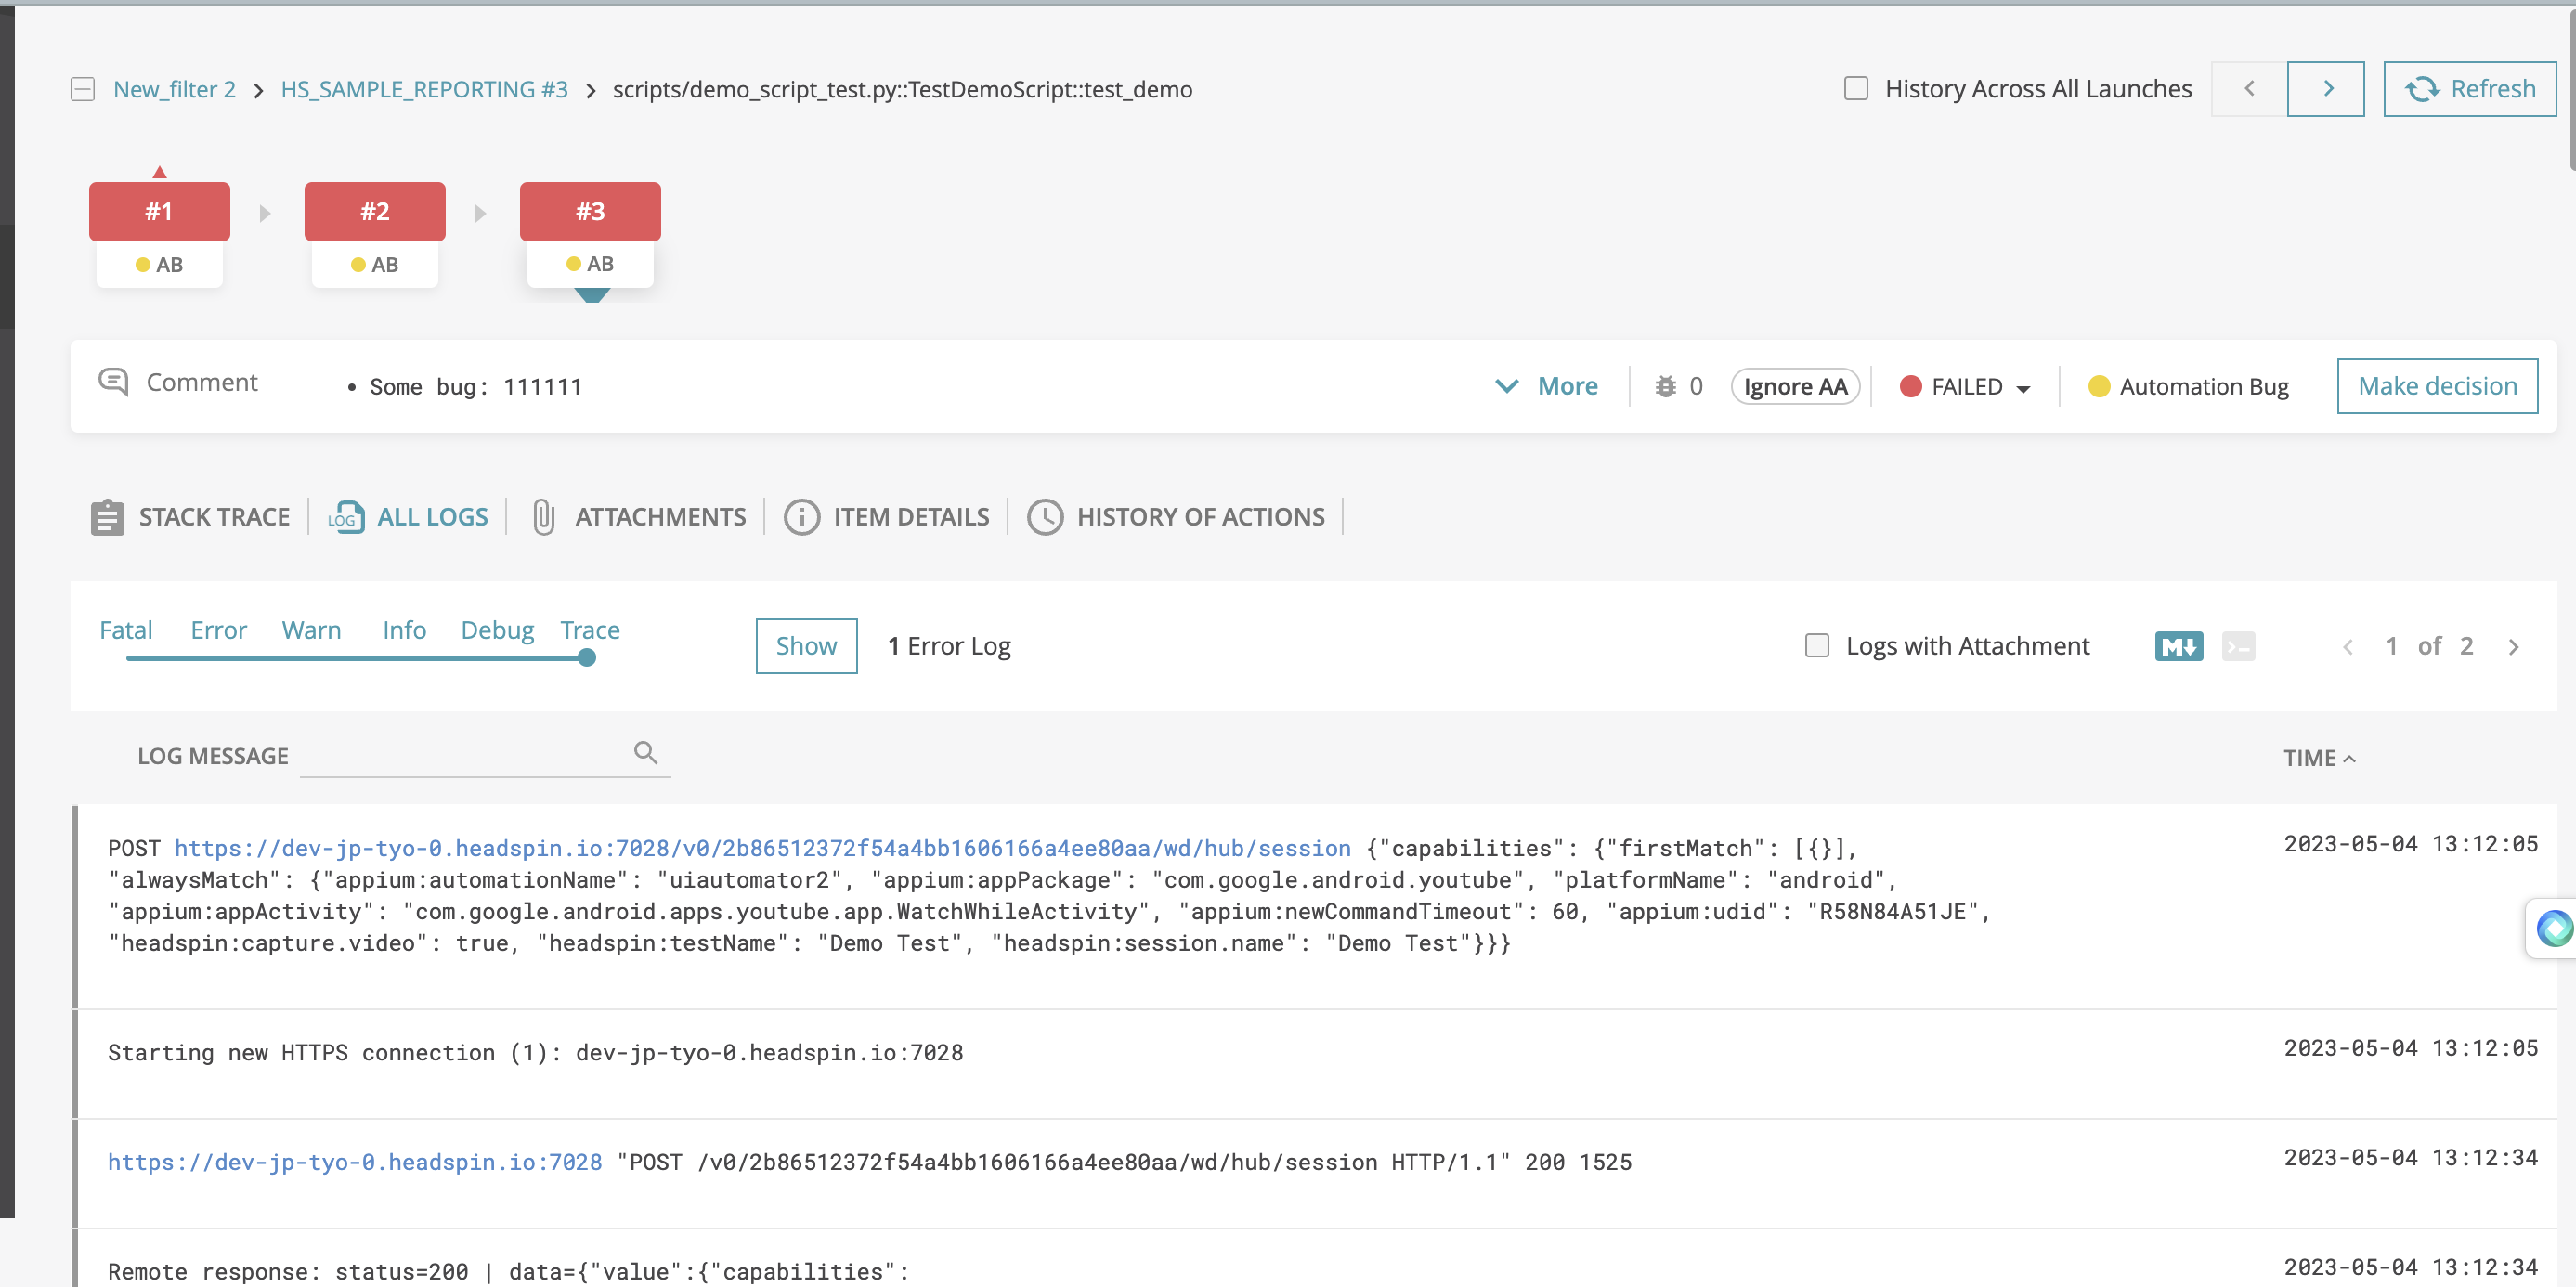 New_filter 2 > HS_SAMPLE_REPORTING #3 > scripts/demo_script_test.py::TestDemoScript::test_demo
History Across All Launches
Refresh
#1
#2
#3
AB
AB
AB
Comment
• Some bug: 111111
More
0
Ignore AA
FAILED
Automation Bug
Make decision
STACK TRACE
LOG
ALL LOGS
ATTACHMENTS
ITEM DETAILS
HISTORY OF ACTIONS
Fatal Error Warn Info Debug Trace
Show
1 Error Log
Logs with Attachment
M
1 of 2
LOG MESSAGE
TIME
POST https://dev-jp-tyo-0.headspin.io:7028/v0/2b86512372f54a4bb1606166a4ee80aa/wd/hub/session {"capabilities": {"firstMatch": [{}],
2023-05-04 13:12:05
"alwaysMatch": {"appium:automationName": "uiautomator2", "appium:appPackage": "com.google.android.youtube", "platformName": "android",
"appium:appActivity": "com.google.android.apps.youtube.app.WatchWhileActivity", "appium:newCommandTimeout": 60, "appium:udid": "R58N84A51JE",
"headspin:capture.video": true, "headspin:testName": "Demo Test", "headspin:session.name": "Demo Test"}}}
Starting new HTTPS connection (1): dev-jp-tyo-0.headspin.io:7028
2023-05-04 13:12:05
https://dev-jp-tyo-0.headspin.io:7028 "POST /v0/2b86512372f54a4bb1606166a4ee80aa/wd/hub/session HTTP/1.1" 200 1525
2023-05-04 13:12:34
Remote response: status=200 | data={"value":{"capabilities":
2023-05-04 13:12:34